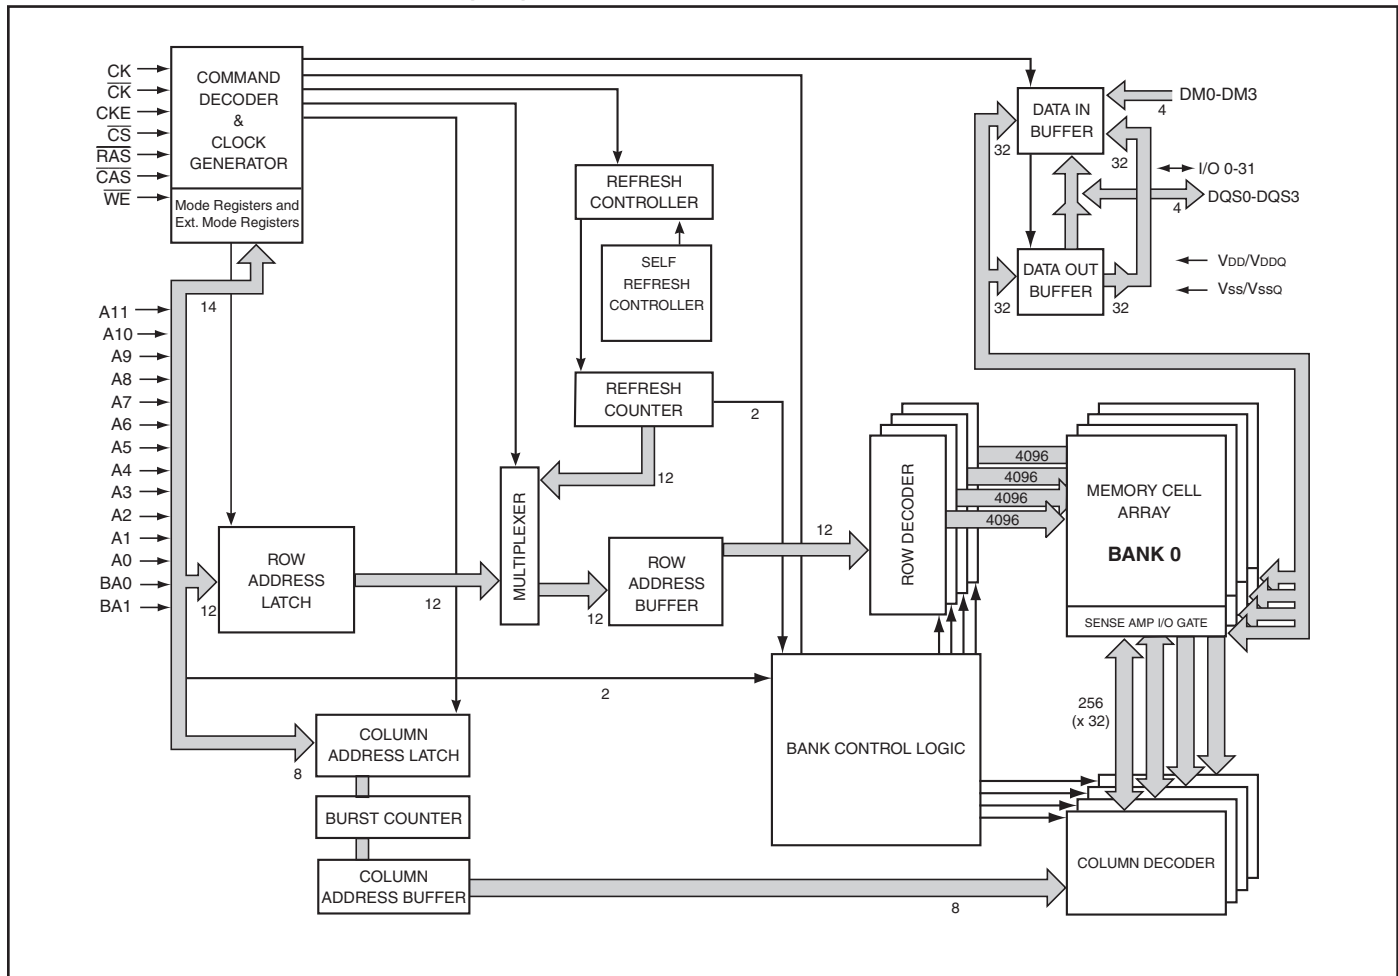 CK
CK
CKE
CS
RAS
CAS
WE
COMMAND
DECODER
&
CLOCK
GENERATOR
Mode Registers and
Ext. Mode Registers
14
A11
A10
A9
A8
A7
A6
A5
A4
A3
A2
A1
A0
BA0
BA1
12
ROW
ADDRESS
LATCH
12
MULTIPLEXER
12
ROW
ADDRESS
BUFFER
12
REFRESH
CONTROLLER
SELF
REFRESH
CONTROLLER
REFRESH
COUNTER
2
12
DATA IN
BUFFER
DM0-DM3
4
32
32
I/O 0-31
DQS0-DQS3
4
DATA OUT
BUFFER
32
32
VDD/VDDQ
Vss/VssQ
ROW DECODER
4096
4096
4096
4096
MEMORY CELL
ARRAY
BANK 0
SENSE AMP I/O GATE
2
BANK CONTROL LOGIC
256
(x 32)
8
COLUMN
ADDRESS LATCH
BURST COUNTER
COLUMN
ADDRESS BUFFER
8
COLUMN DECODER